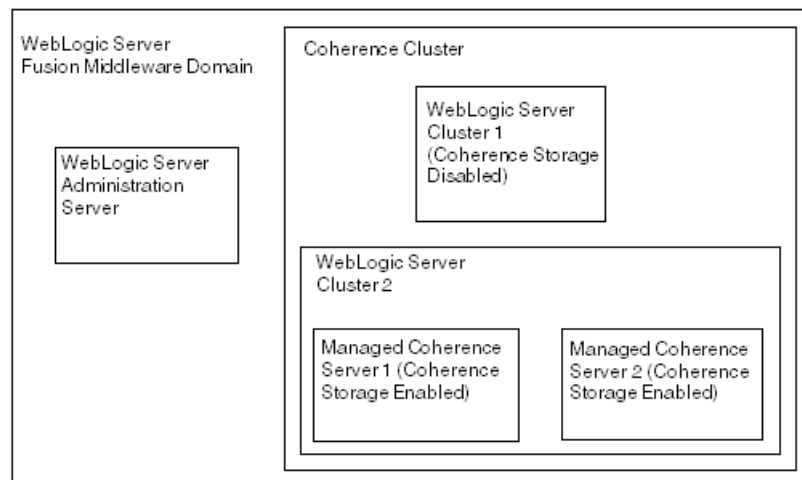 WebLogic Server
Fusion Middleware Domain
WebLogic Server
Administration
Server
Coherence Cluster
WebLogic Server
Cluster 1
(Coherence Storage
Disabled)
WebLogic Server
Cluster 2
Managed Coherence
Server 1 (Coherence
Storage Enabled)
Managed Coherence
Server 2 (Coherence
Storage Enabled)